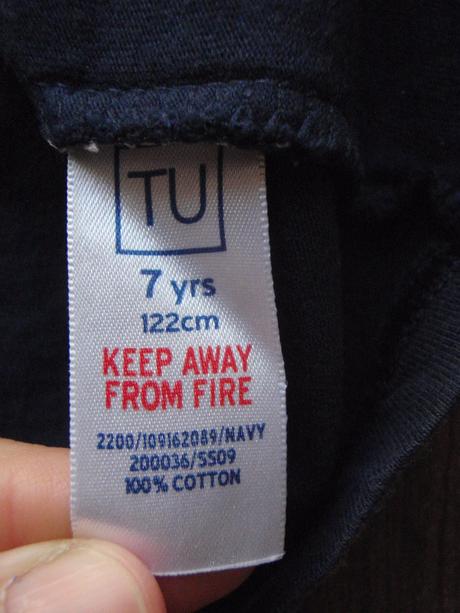 TU
7 yrs
122cm
KEEP AWAY
FROM FIRE
2200/109162089/NAVY
200036/SS09
100% COTTON